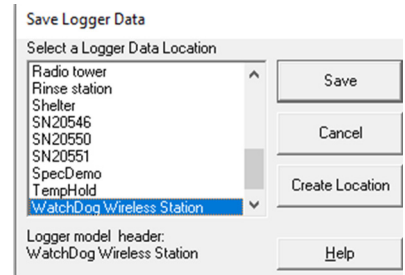 Save Logger Data
Select a Logger Data Location
Radio tower
Rinse station
Shelter
SN20546
SN20550
SN20551
SpecDemo
TempHold
WatchDog Wireless Station
Save
Cancel
Create Location
Logger model header:
WatchDog Wireless Station
Help